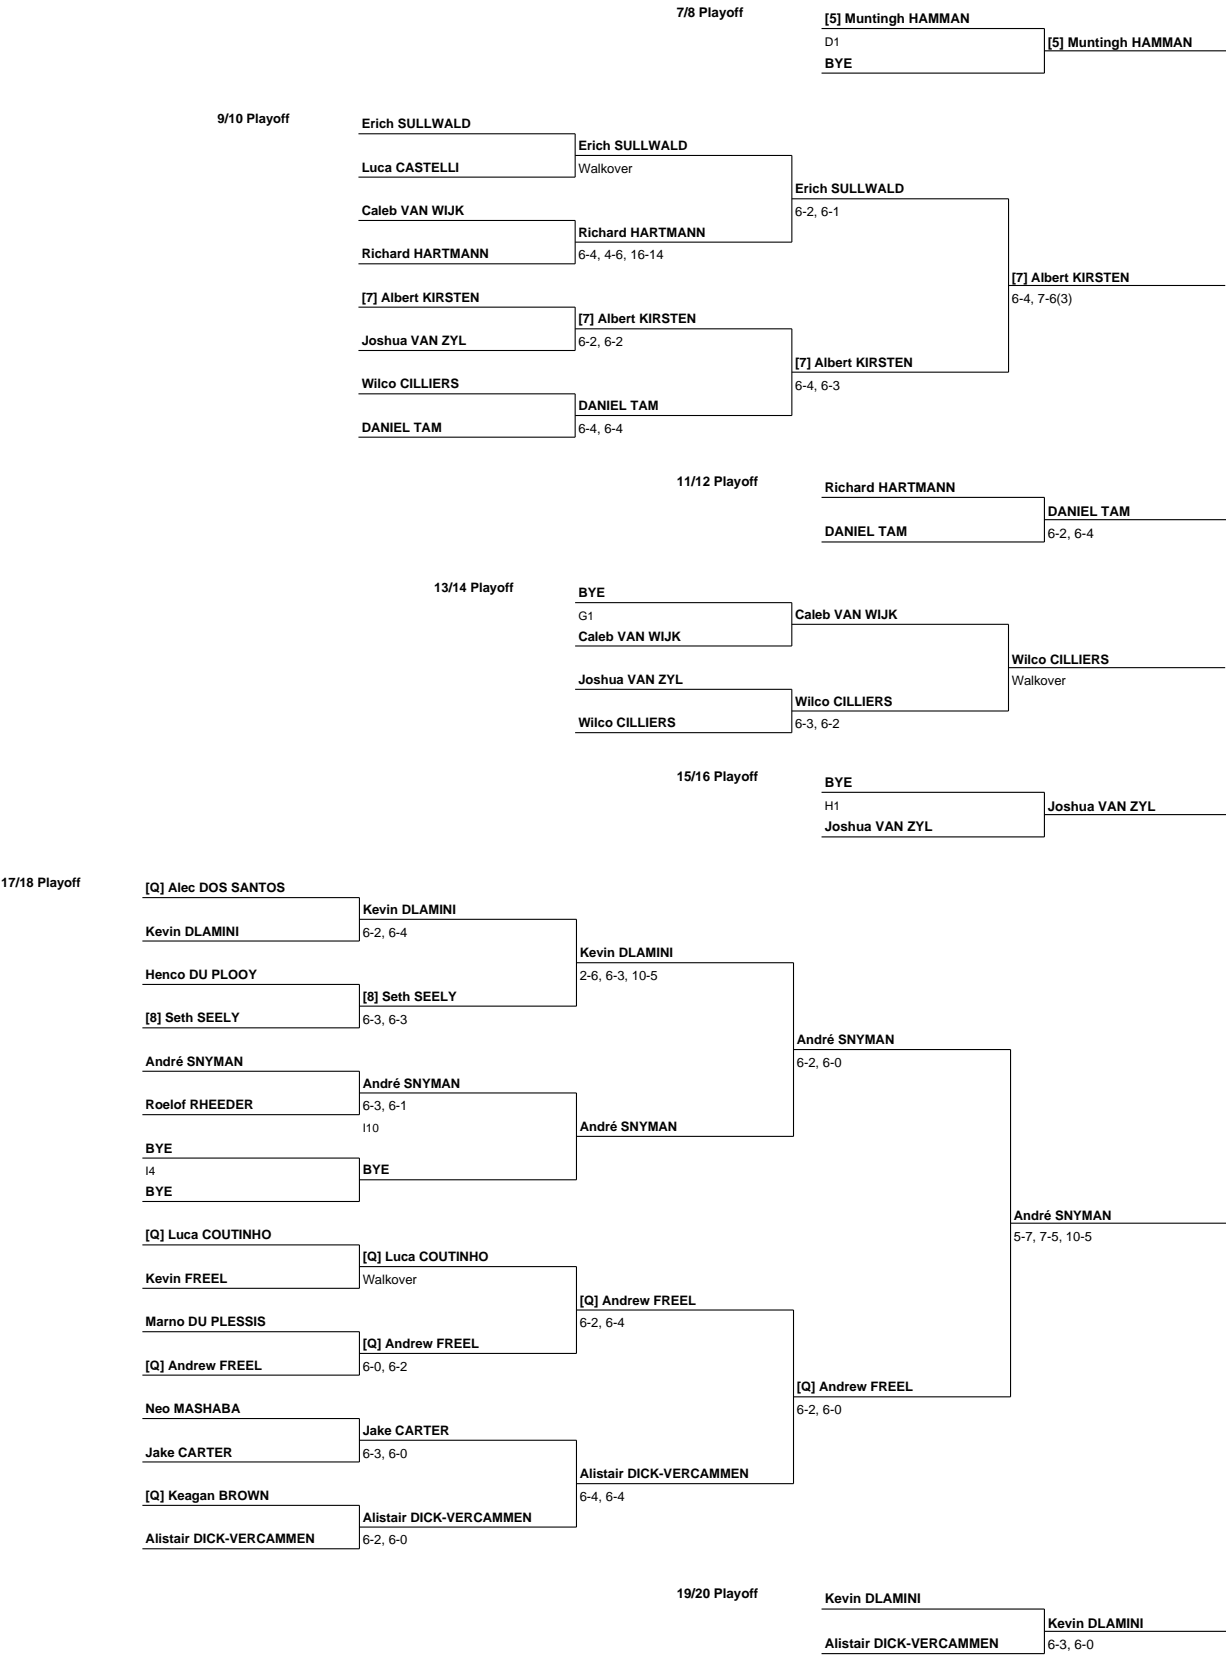 7/8 Playoff
[5] Muntingh HAMMAN
D1
[5] Muntingh HAMMAN
BYE
9/10 Playoff
Erich SULLWALD
Erich SULLWALD
Luca CASTELLI
Walkover
Erich SULLWALD
Caleb VAN WIJK
6-2, 6-1
Richard HARTMANN
Richard HARTMANN
6-4, 4-6, 16-14
[7] Albert KIRSTEN
[7] Albert KIRSTEN
6-4, 7-6(3)
[7] Albert KIRSTEN
Joshua VAN ZYL
6-2, 6-2
[7] Albert KIRSTEN
Wilco CILLIERS
6-4, 6-3
DANIEL TAM
DANIEL TAM
6-4, 6-4
11/12 Playoff
Richard HARTMANN
DANIEL TAM
DANIEL TAM
6-2, 6-4
13/14 Playoff
BYE
G1
Caleb VAN WIJK
Caleb VAN WIJK
Wilco CILLIERS
Joshua VAN ZYL
Walkover
Wilco CILLIERS
Wilco CILLIERS
6-3, 6-2
15/16 Playoff
BYE
H1
Joshua VAN ZYL
Joshua VAN ZYL
17/18 Playoff
[Q] Alec DOS SANTOS
Kevin DLAMINI
Kevin DLAMINI
6-2, 6-4
Kevin DLAMINI
Henco DU PLOOY
2-6, 6-3, 10-5
[8] Seth SEELY
[8] Seth SEELY
6-3, 6-3
André SNYMAN
André SNYMAN
6-2, 6-0
André SNYMAN
Roelof RHEEDER
6-3, 6-1
I10
André SNYMAN
BYE
I4
BYE
BYE
André SNYMAN
[Q] Luca COUTINHO
5-7, 7-5, 10-5
[Q] Luca COUTINHO
Kevin FREEL
Walkover
[Q] Andrew FREEL
Marno DU PLESSIS
6-2, 6-4
[Q] Andrew FREEL
[Q] Andrew FREEL
6-0, 6-2
[Q] Andrew FREEL
Neo MASHABA
6-2, 6-0
Jake CARTER
Jake CARTER
6-3, 6-0
Alistair DICK-VERCAMMEN
[Q] Keagan BROWN
6-4, 6-4
Alistair DICK-VERCAMMEN
Alistair DICK-VERCAMMEN
6-2, 6-0
19/20 Playoff
Kevin DLAMINI
Kevin DLAMINI
Alistair DICK-VERCAMMEN
6-3, 6-0